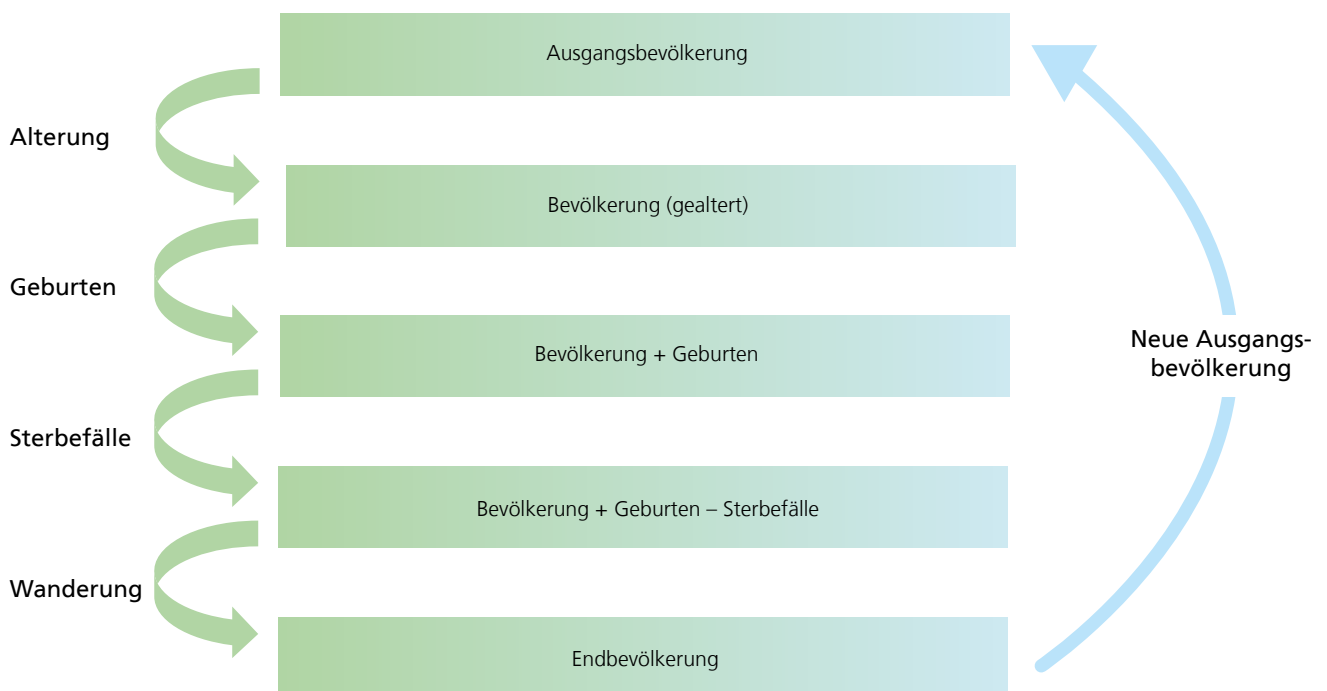 Ausgangsbevölkerung
Alterung
Bevölkerung (gealtert)
Geburten
Bevölkerung + Geburten
Neue Ausgangs-
bevölkerung
Sterbefälle
Bevölkerung + Geburten – Sterbefälle
Wanderung
Endbevölkerung